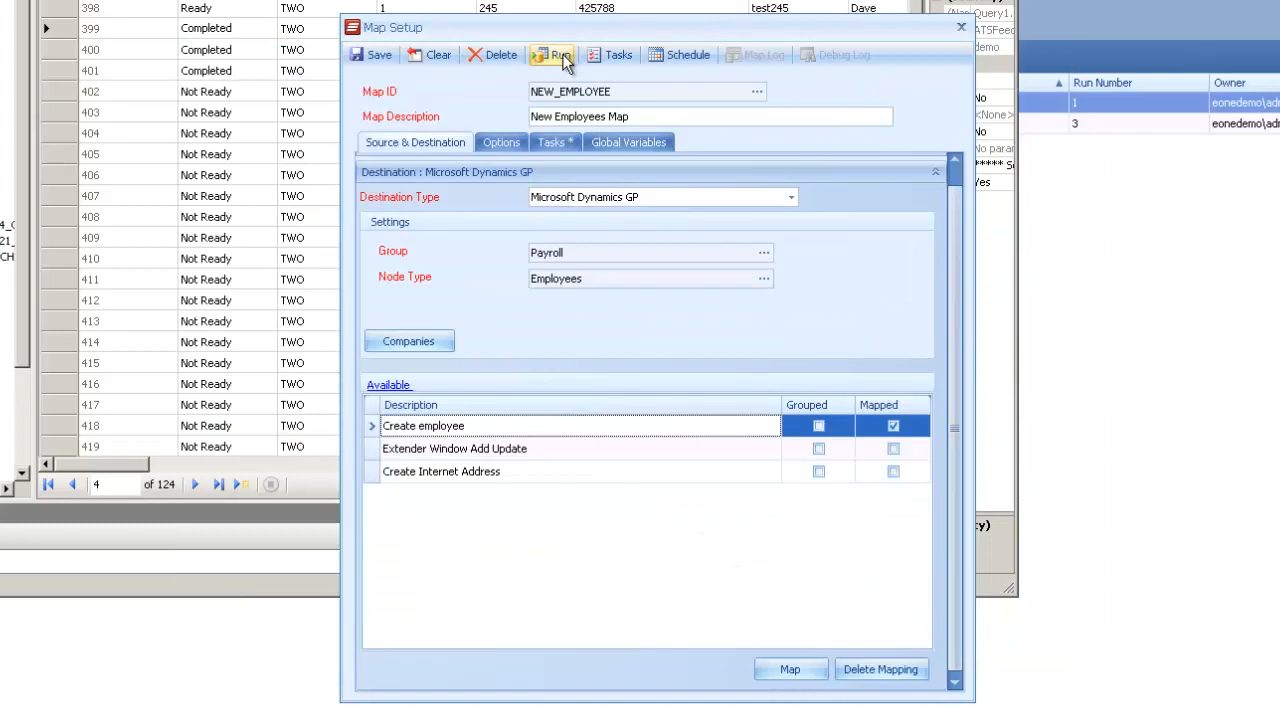 398 Ready TWO 1 245 425788 test245 Dave
399 Completed
400 Completed
401 Completed
402 Not Ready TWO
403 Not Ready TWO
404 Not Ready TWO
405 Not Ready TWO
406 Not Ready TWO
407 Not Ready TWO
408 Not Ready TWO
409 Not Ready TWO
410 Not Ready TWO
411 Not Ready TWO
412 Not Ready TWO
413 Not Ready TWO
414 Not Ready TWO
415 Not Ready TWO
416 Not Ready TWO
417 Not Ready TWO
418 Not Ready TWO
419 Not Ready TWO
4 of 124
Map Setup
Save Clear Delete Run Tasks Schedule Map Log Debug Log
Map ID NEW_EMPLOYEE
Map Description New Employees Map
Source & Destination Options Tasks * Global Variables
Destination : Microsoft Dynamics GP
Destination Type Microsoft Dynamics GP
Settings
Group Payroll
Node Type Employees
Companies
Available
Description Grouped Mapped
Create employee
Extender Window Add Update
Create Internet Address
Map Delete Mapping
Query1.
ATSFeed
demo
No
<None>
No
No para
Yes
Run Number Owner
1 eonedemo\adm
3 eonedemo\adm